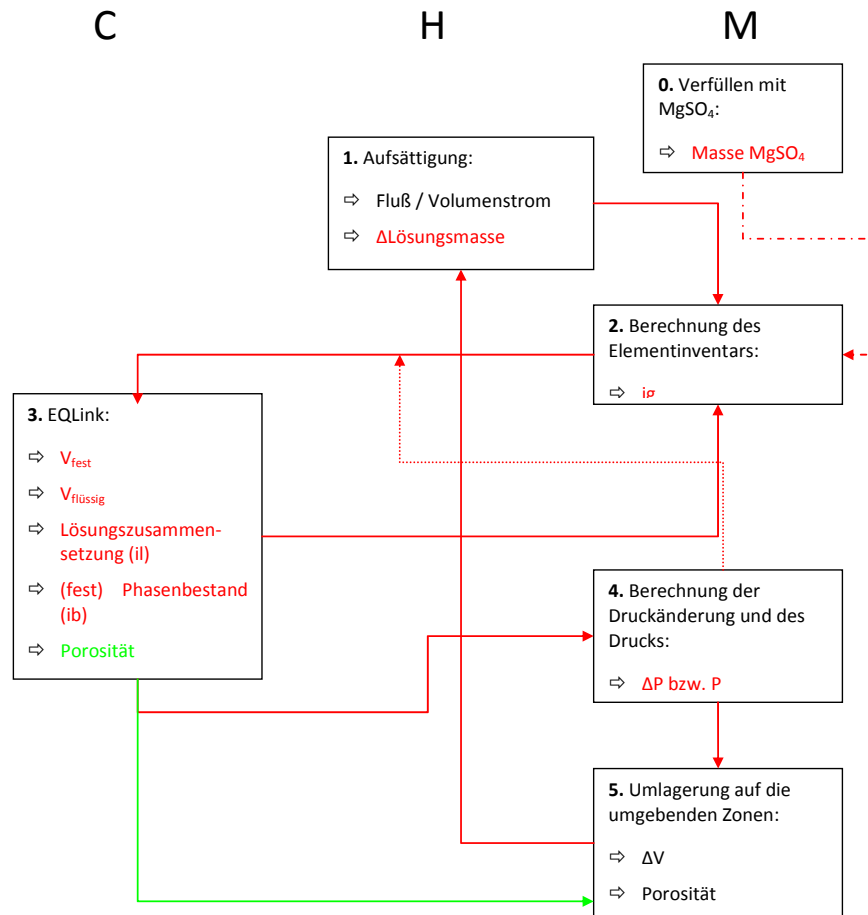 C H M
0. Verfüllen mit
MgSO₄:
⇨ Masse MgSO₄
1. Aufsättigung:
⇨ Fluß / Volumenstrom
⇨ ΔLösungsmasse
2. Berechnung des
Elementinventars:
⇨
3. EQLink:
⇨ V_fest
⇨ V_flüssig
⇨ Lösungszusammen-
setzung (il)
⇨ (fest) Phasenbestand
(ib)
⇨ Porosität
4. Berechnung der
Druckänderung und des
Drucks:
⇨ ΔP bzw. P
5. Umlagerung auf die
umgebenden Zonen:
⇨ ΔV
⇨ Porosität